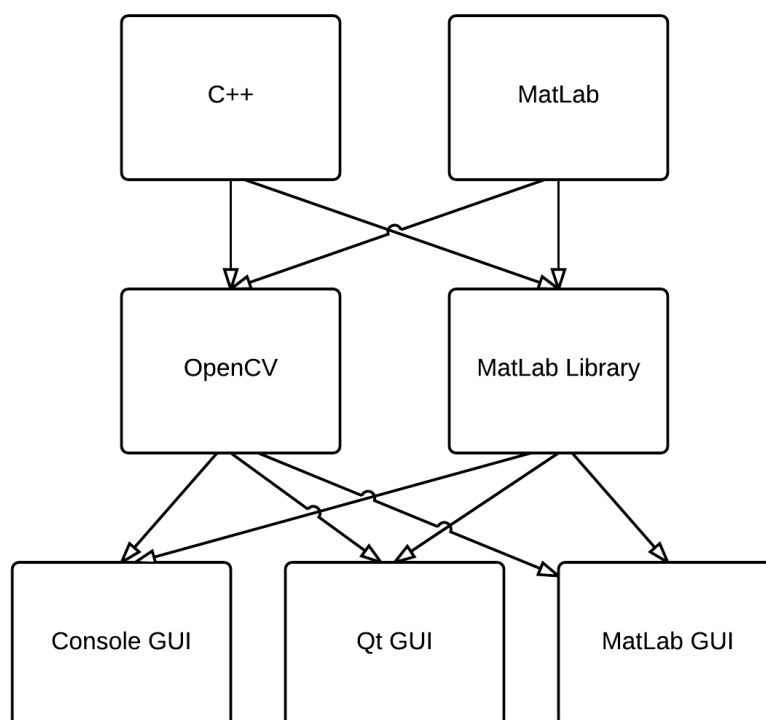 C++
MatLab
OpenCV
MatLab Library
Console GUI
Qt GUI
MatLab GUI